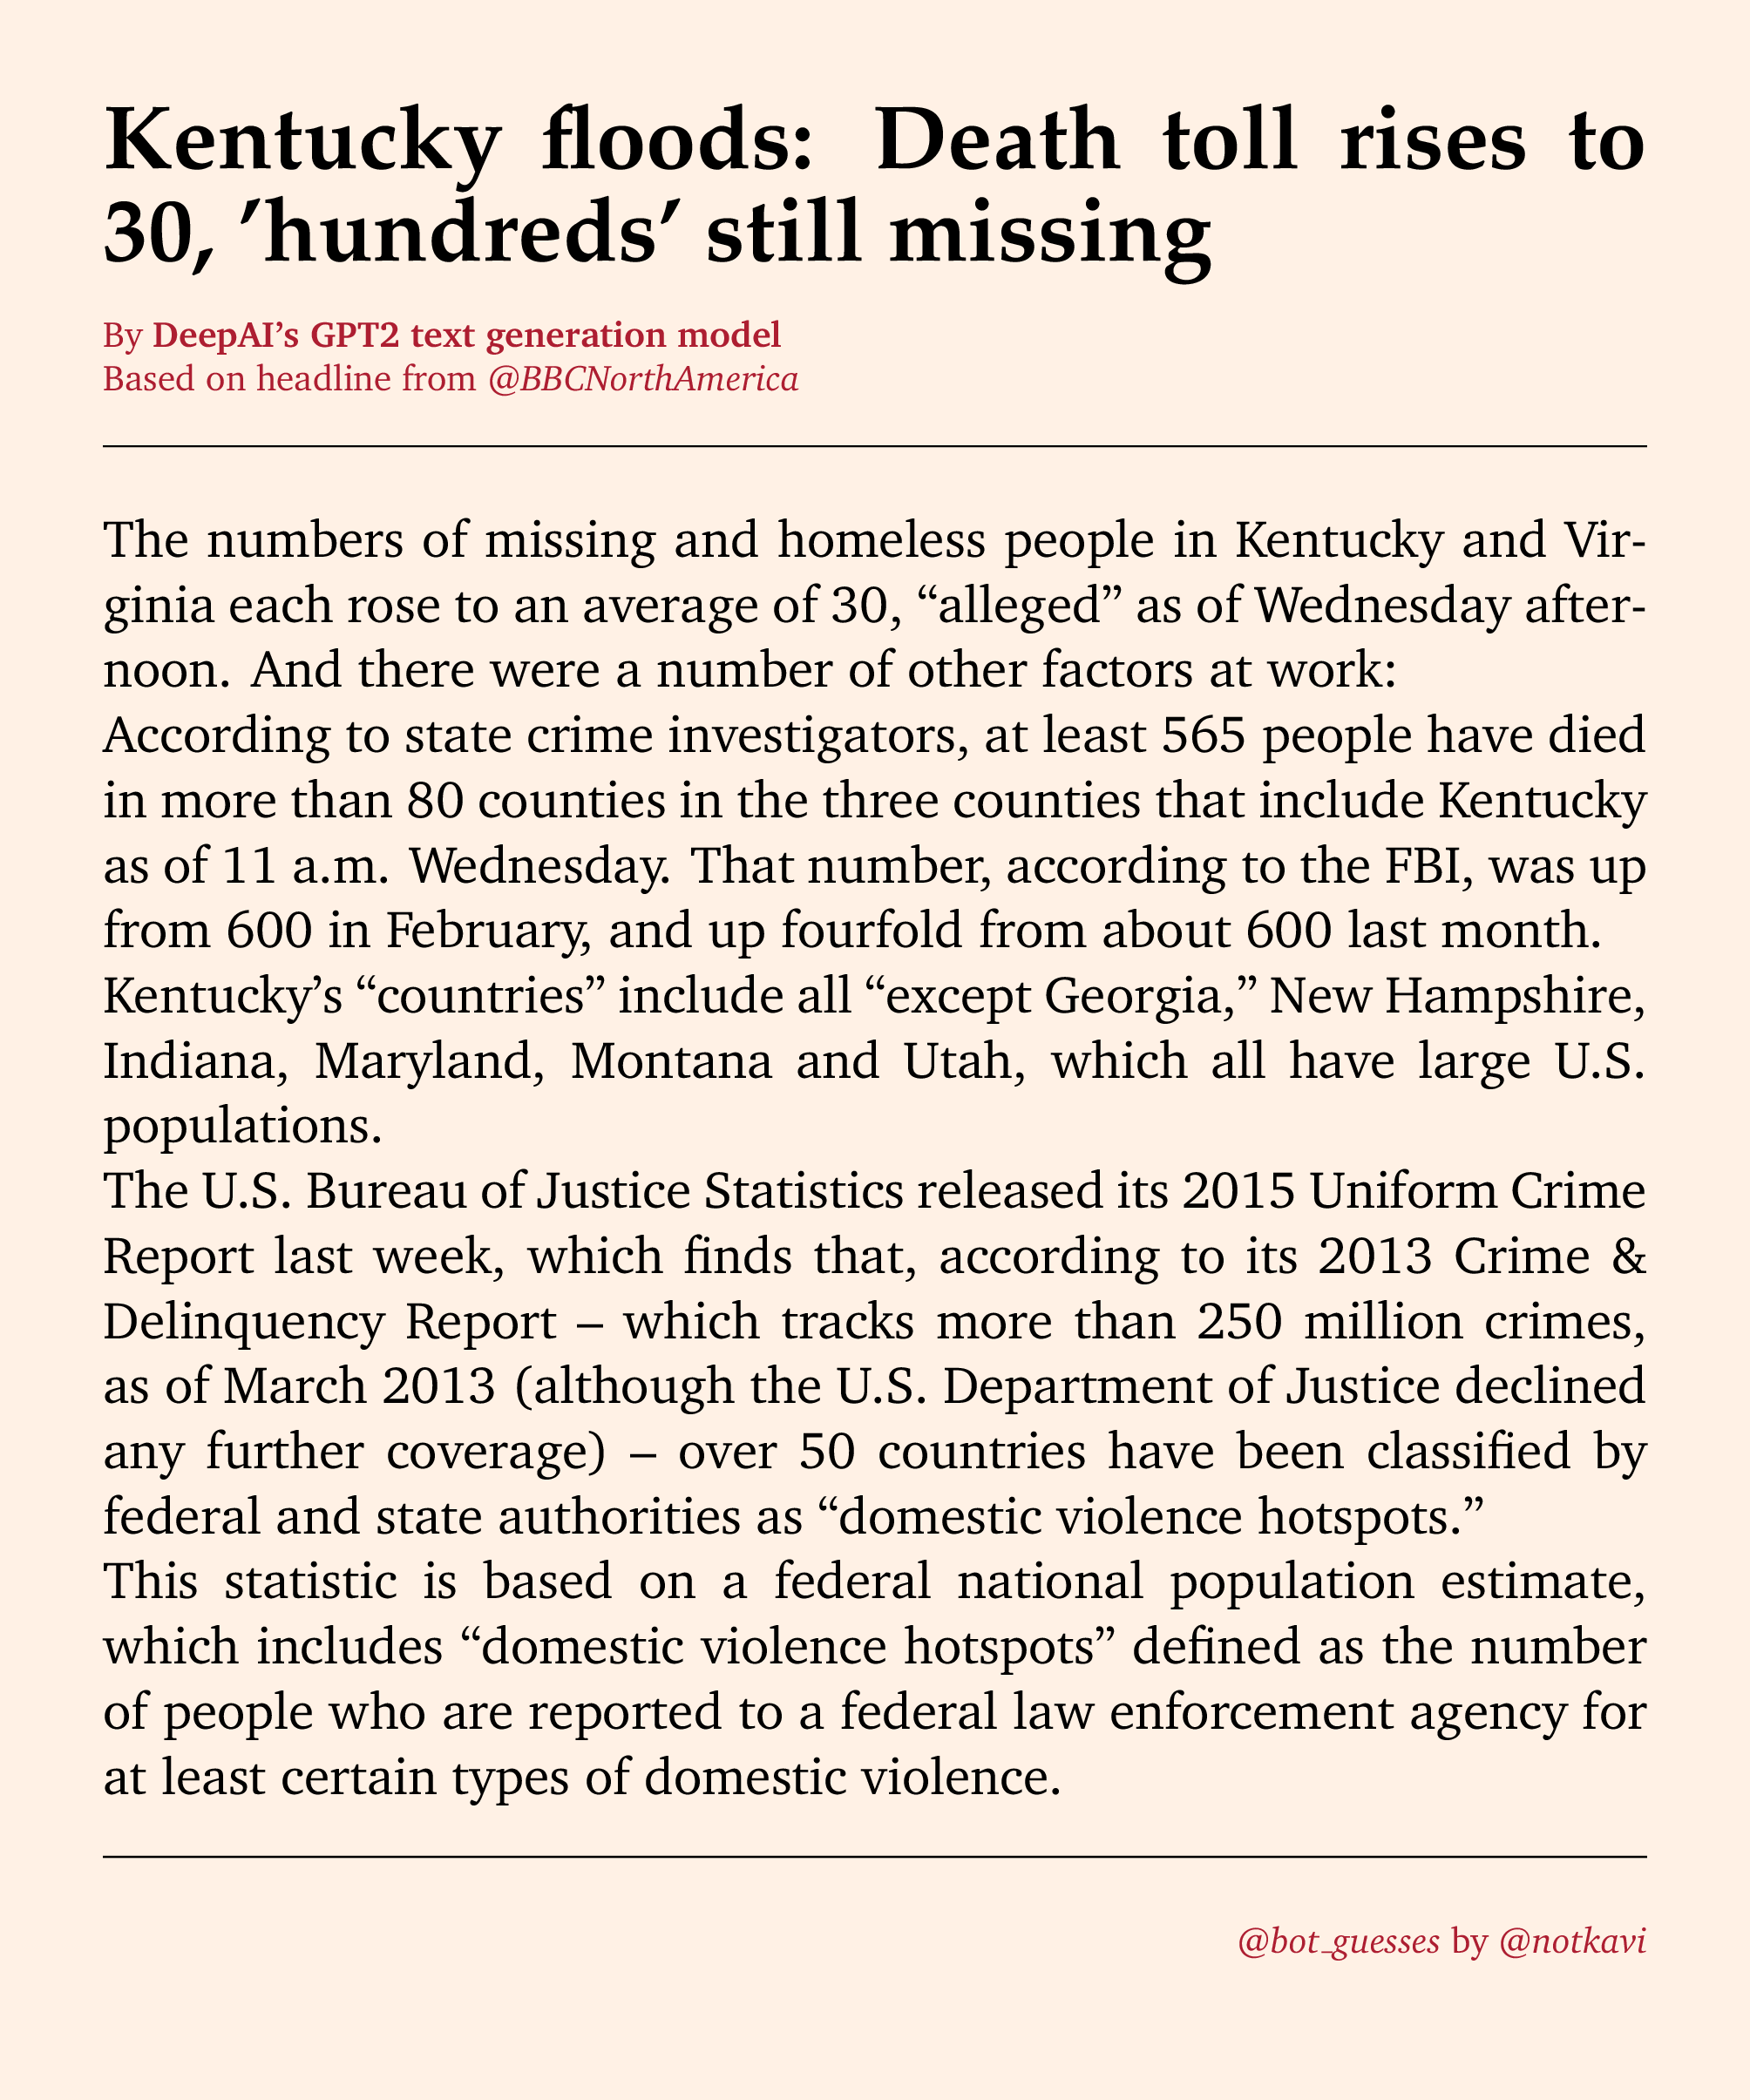 Kentucky floods: Death toll rises to
30, ’hundreds’ still missing
By DeepAI’s GPT2 text generation model
Based on headline from @BBCNorthAmerica
The numbers of missing and homeless people in Kentucky and Vir-
ginia each rose to an average of 30, “alleged” as of Wednesday after-
noon. And there were a number of other factors at work:
According to state crime investigators, at least 565 people have died
in more than 80 counties in the three counties that include Kentucky
as of 11 a.m. Wednesday. That number, according to the FBI, was up
from 600 in February, and up fourfold from about 600 last month.
Kentucky’s “countries” include all “except Georgia,” New Hampshire,
Indiana, Maryland, Montana and Utah, which all have large U.S.
populations.
The U.S. Bureau of Justice Statistics released its 2015 Uniform Crime
Report last week, which finds that, according to its 2013 Crime &
Delinquency Report – which tracks more than 250 million crimes,
as of March 2013 (although the U.S. Department of Justice declined
any further coverage) – over 50 countries have been classified by
federal and state authorities as “domestic violence hotspots.”
This statistic is based on a federal national population estimate,
which includes “domestic violence hotspots” defined as the number
of people who are reported to a federal law enforcement agency for
at least certain types of domestic violence.
@bot_guesses by @notkavi